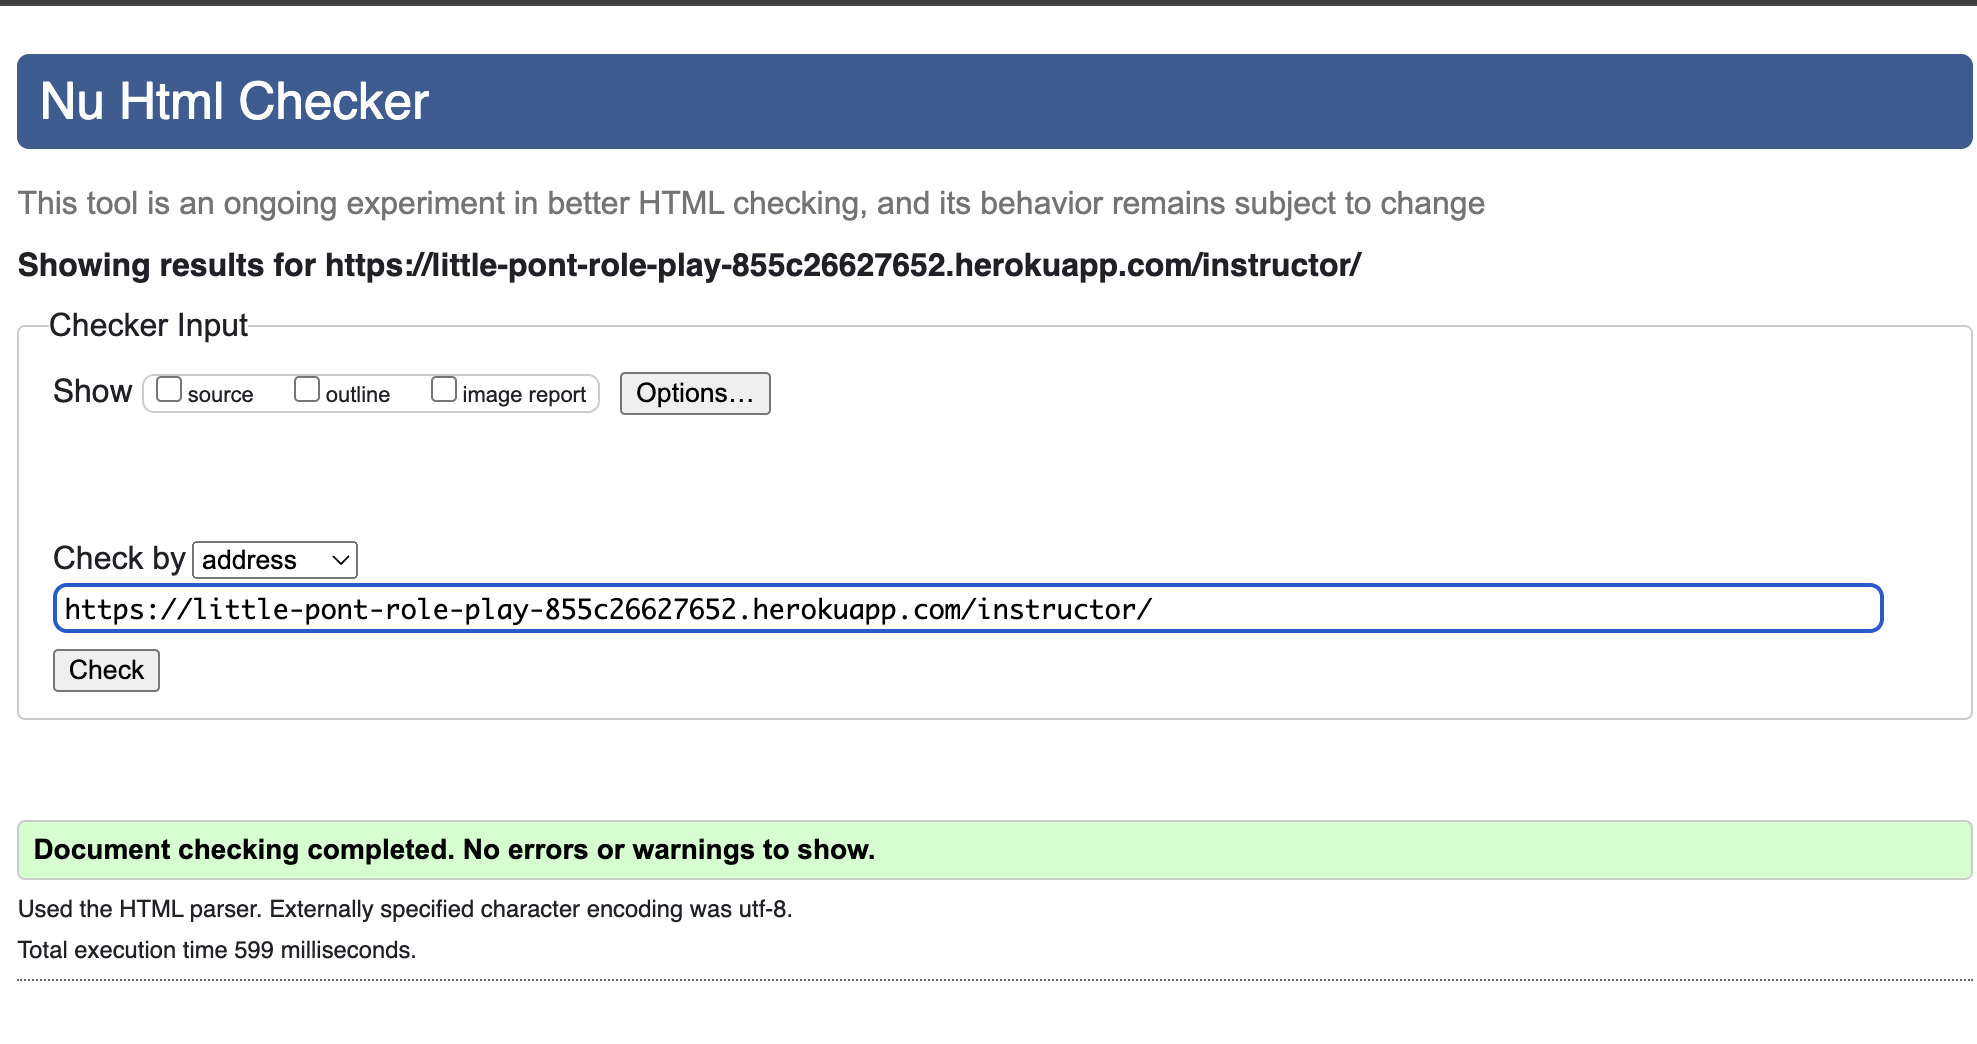 Nu Html Checker
This tool is an ongoing experiment in better HTML checking, and its behavior remains subject to change
Showing results for https://little-pont-role-play-855c26627652.herokuapp.com/instructor/
Checker Input
Show source outline image report Options...
Check by address
https://little-pont-role-play-855c26627652.herokuapp.com/instructor/
Check
Document checking completed. No errors or warnings to show.
Used the HTML parser. Externally specified character encoding was utf-8.
Total execution time 599 milliseconds.